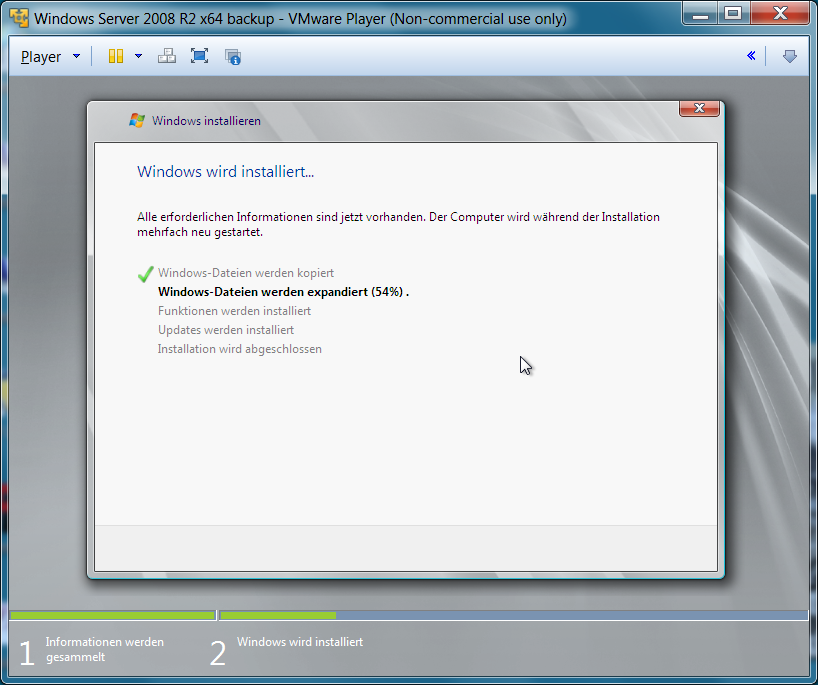 Windows Server 2008 R2 x64 backup - VMware Player (Non-commercial use only)
Player
Windows installieren
Windows wird installiert...
Alle erforderlichen Informationen sind jetzt vorhanden. Der Computer wird während der Installation
mehrfach neu gestartet.
Windows-Dateien werden kopiert
Windows-Dateien werden expandiert (54%) .
Funktionen werden installiert
Updates werden installiert
Installation wird abgeschlossen
1 Informationen werden
gesammelt
2 Windows wird installiert